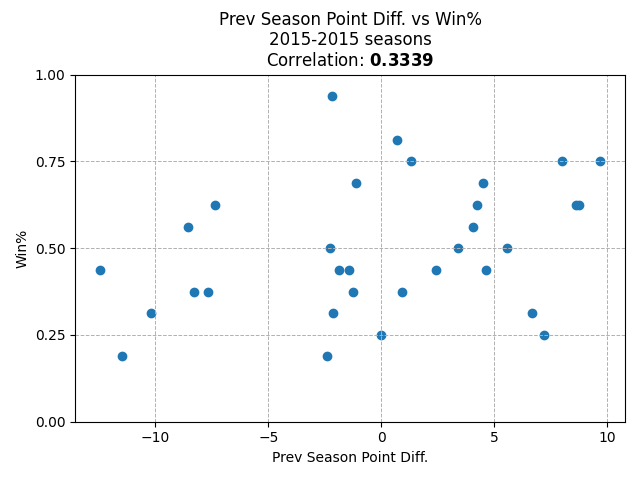 Prev Season Point Diff. vs Win%
2015-2015 seasons
Correlation: 0.3339
1.00
0.75
0.50
0.25
0.00
Win%
−10
−5
0
5
10
Prev Season Point Diff.